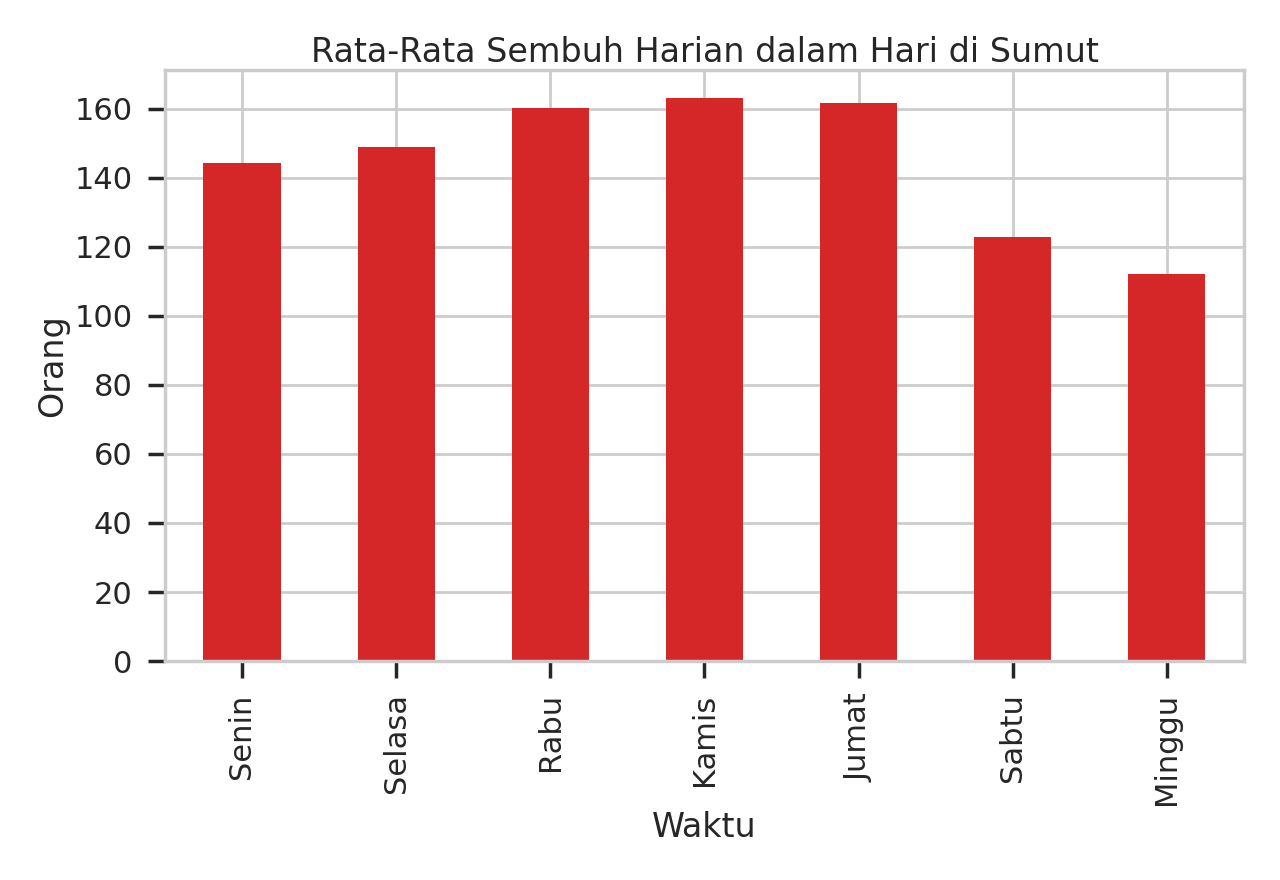 Rata-Rata Sembuh Harian dalam Hari di Sumut
160
140
120
100
80
60
40
20
0
Orang
Senin
Selasa
Rabu
Kamis
Jumat
Sabtu
Minggu
Waktu